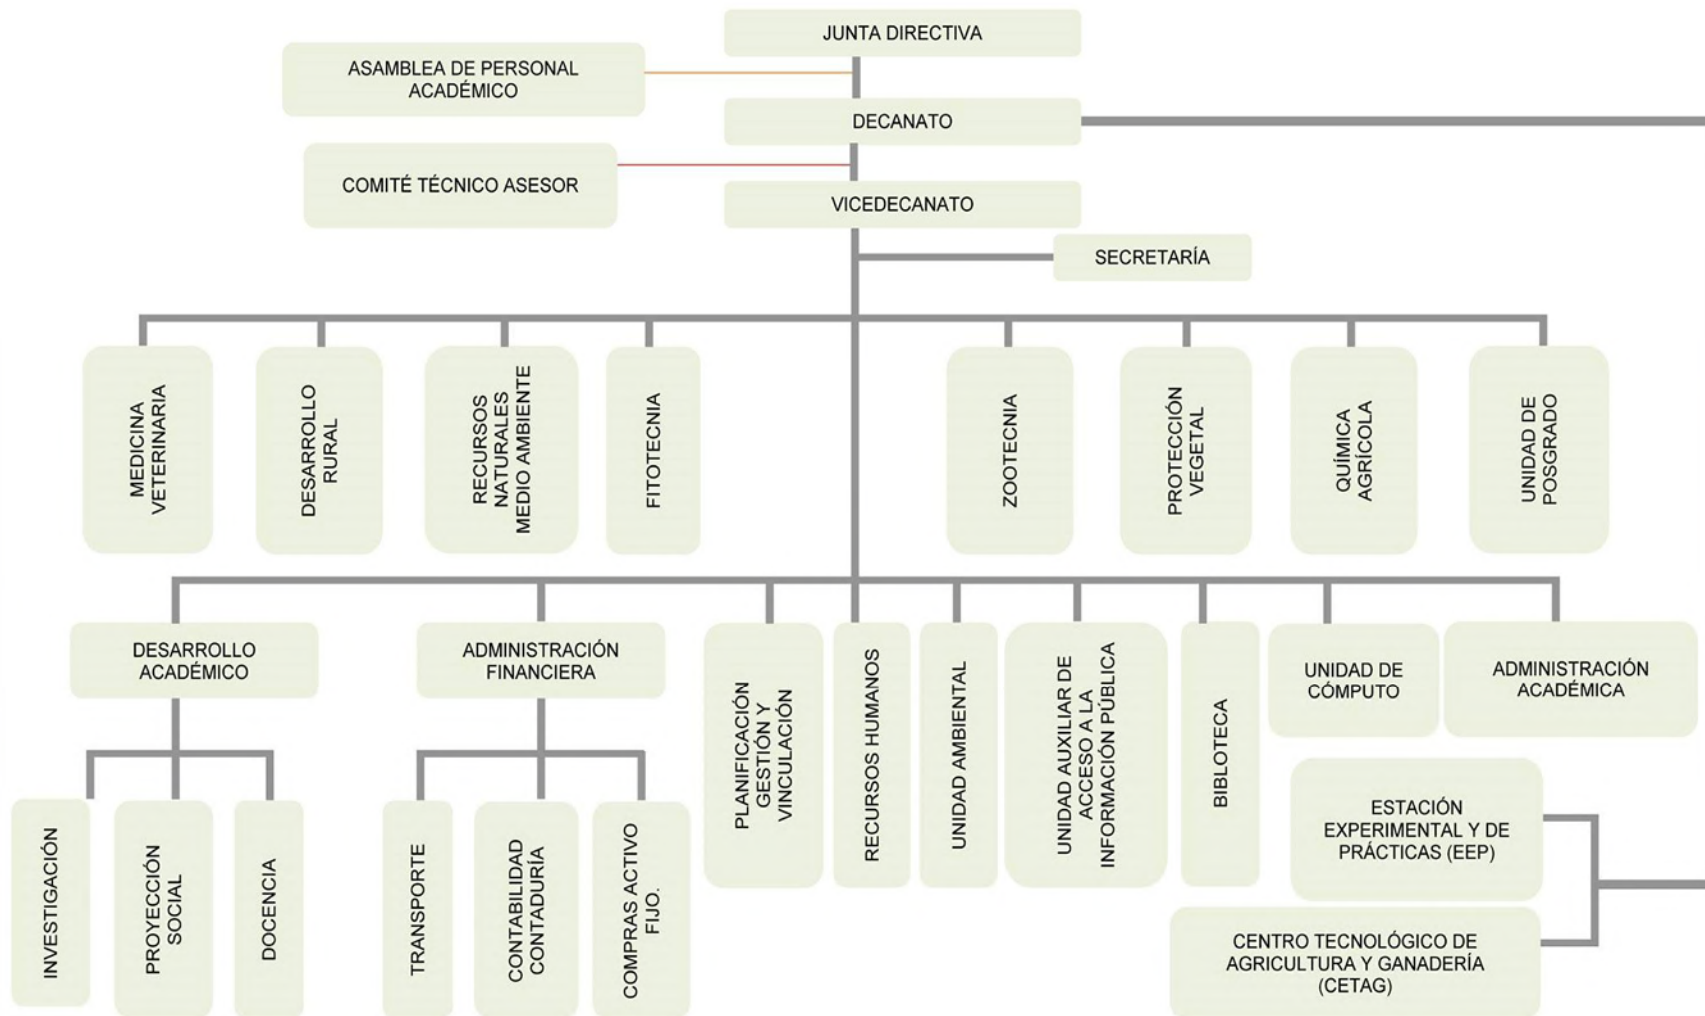 JUNTA DIRECTIVA
ASAMBLEA DE PERSONAL
ACADÉMICO
DECANATO
COMITÉ TÉCNICO ASESOR
VICEDECANATO
SECRETARÍA
MEDICINA
VETERINARIA
DESARROLLO
RURAL
RECURSOS
NATURALES
MEDIO AMBIENTE
FITOTECNIA
ZOOTECNIA
PROTECCIÓN
VEGETAL
QUÍMICA
AGRÍCOLA
UNIDAD DE
POSGRADO
DESARROLLO
ACADÉMICO
ADMINISTRACIÓN
FINANCIERA
PLANIFICACIÓN
GESTIÓN Y
VINCULACIÓN
RECURSOS HUMANOS
UNIDAD AMBIENTAL
UNIDAD AUXILIAR DE
ACCESO A LA
INFORMACIÓN PÚBLICA
BIBLOTECA
UNIDAD DE
CÓMPUTO
ADMINISTRACIÓN
ACADÉMICA
INVESTIGACIÓN
PROYECCIÓN
SOCIAL
DOCENCIA
TRANSPORTE
CONTABILIDAD
CONTADURÍA
COMPRAS ACTIVO
FIJO.
ESTACIÓN
EXPERIMENTAL Y DE
PRÁCTICAS (EEP)
CENTRO TECNOLÓGICO DE
AGRICULTURA Y GANADERÍA
(CETAG)